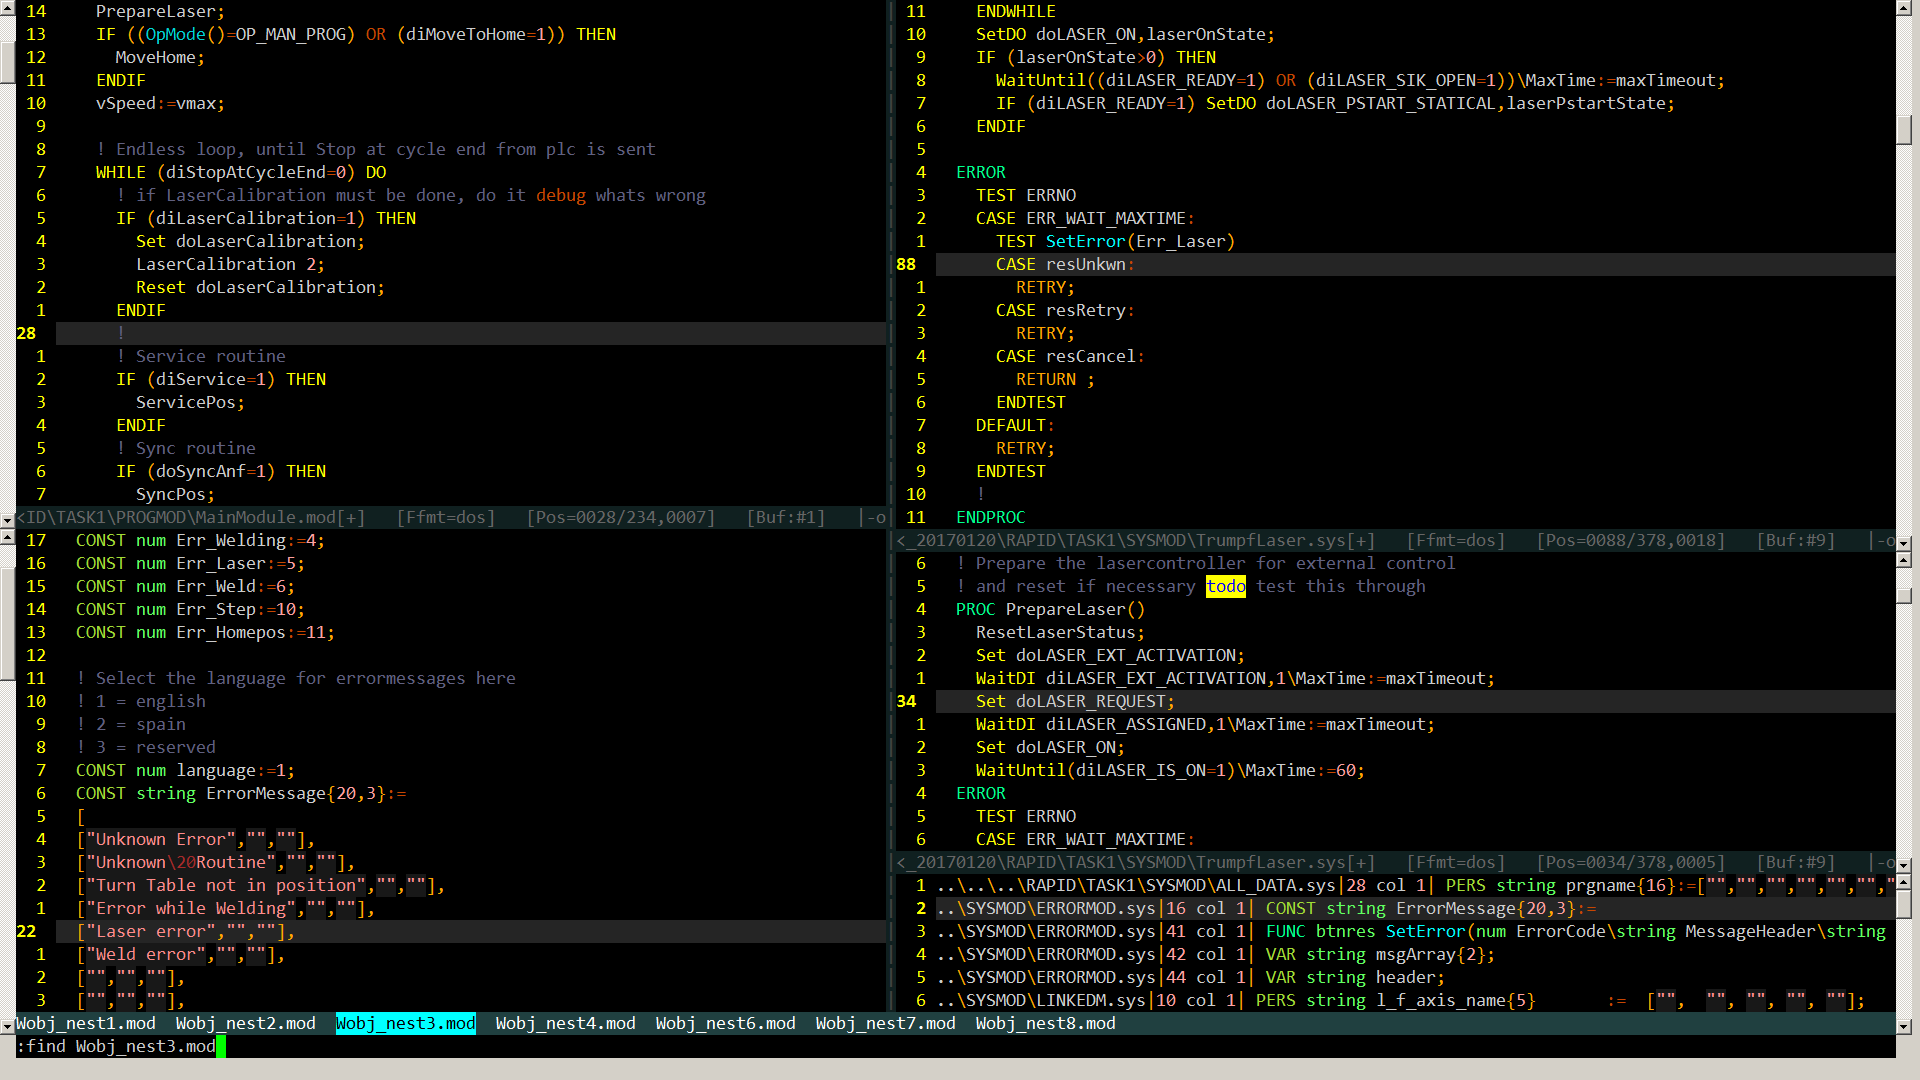 14     PrepareLaser;
13     IF ((OpMode()=OP_MAN_PROG) OR (diMoveToHome=1)) THEN
12       MoveHome;
11     ENDIF
10     vSpeed:=vmax;
9
8     ! Endless loop, until Stop at cycle end from plc is sent
7     WHILE (diStopAtCycleEnd=0) DO
6       ! if LaserCalibration must be done, do it debug whats wrong
5       IF (diLaserCalibration=1) THEN
4         Set doLaserCalibration;
3         LaserCalibration 2;
2         Reset doLaserCalibration;
1       ENDIF
28       !
1       ! Service routine
2       IF (diService=1) THEN
3         ServicePos;
4       ENDIF
5       ! Sync routine
6       IF (doSyncAnf=1) THEN
7         SyncPos;
<ID\TASK1\PROGMOD\MainModule.mod[+]   [Ffmt=dos]   [Pos=0028/234,0007]   [Buf:#1]   |-o
17   CONST num Err_Welding:=4;
16   CONST num Err_Laser:=5;
15   CONST num Err_Weld:=6;
14   CONST num Err_Step:=10;
13   CONST num Err_Homepos:=11;
12
11   ! Select the language for errormessages here
10   ! 1 = english
9   ! 2 = spain
8   ! 3 = reserved
7   CONST num language:=1;
6   CONST string ErrorMessage{20,3}:=
5   [
4   ["Unknown Error","",""],
3   ["Unknown\20Routine","",""],
2   ["Turn Table not in position","",""],
1   ["Error while Welding","",""],
22   ["Laser error","",""],
1   ["Weld error","",""],
2   ["","",""],
3   ["","",""],
11     ENDWHILE
10     SetDO doLASER_ON,laserOnState;
9     IF (laserOnState>0) THEN
8       WaitUntil((diLASER_READY=1) OR (diLASER_SIK_OPEN=1))\MaxTime:=maxTimeout;
7       IF (diLASER_READY=1) SetDO doLASER_PSTART_STATICAL,laserPstartState;
6     ENDIF
5
4   ERROR
3     TEST ERRNO
2     CASE ERR_WAIT_MAXTIME:
1       TEST SetError(Err_Laser)
88       CASE resUnkwn:
1         RETRY;
2       CASE resRetry:
3         RETRY;
4       CASE resCancel:
5         RETURN ;
6       ENDTEST
7     DEFAULT:
8       RETRY;
9     ENDTEST
10     !
11   ENDPROC
<_20170120\RAPID\TASK1\SYSMOD\TrumpfLaser.sys[+]   [Ffmt=dos]   [Pos=0088/378,0018]   [Buf:#9]   |-o
6   ! Prepare the lasercontroller for external control
5   ! and reset if necessary todo test this through
4   PROC PrepareLaser()
3     ResetLaserStatus;
2     Set doLASER_EXT_ACTIVATION;
1     WaitDI diLASER_EXT_ACTIVATION,1\MaxTime:=maxTimeout;
34     Set doLASER_REQUEST;
1     WaitDI diLASER_ASSIGNED,1\MaxTime:=maxTimeout;
2     Set doLASER_ON;
3     WaitUntil(diLASER_IS_ON=1)\MaxTime:=60;
4   ERROR
5     TEST ERRNO
6     CASE ERR_WAIT_MAXTIME:
<_20170120\RAPID\TASK1\SYSMOD\TrumpfLaser.sys[+]   [Ffmt=dos]   [Pos=0034/378,0005]   [Buf:#9]   |-o
1 ..\..\..\RAPID\TASK1\SYSMOD\ALL_DATA.sys|28 col 1| PERS string prgname{16}:=["","","","","","","
2 ..\SYSMOD\ERRORMOD.sys|16 col 1| CONST string ErrorMessage{20,3}:=
3 ..\SYSMOD\ERRORMOD.sys|41 col 1| FUNC btnres SetError(num ErrorCode\string MessageHeader\string
4 ..\SYSMOD\ERRORMOD.sys|42 col 1| VAR string msgArray{2};
5 ..\SYSMOD\ERRORMOD.sys|44 col 1| VAR string header;
6 ..\SYSMOD\LINKEDM.sys|10 col 1| PERS string l_f_axis_name{5}       :=  ["",  "", "", "", ""];
Wobj_nest1.mod  Wobj_nest2.mod  Wobj_nest3.mod  Wobj_nest4.mod  Wobj_nest6.mod  Wobj_nest7.mod  Wobj_nest8.mod
:find Wobj_nest3.mod